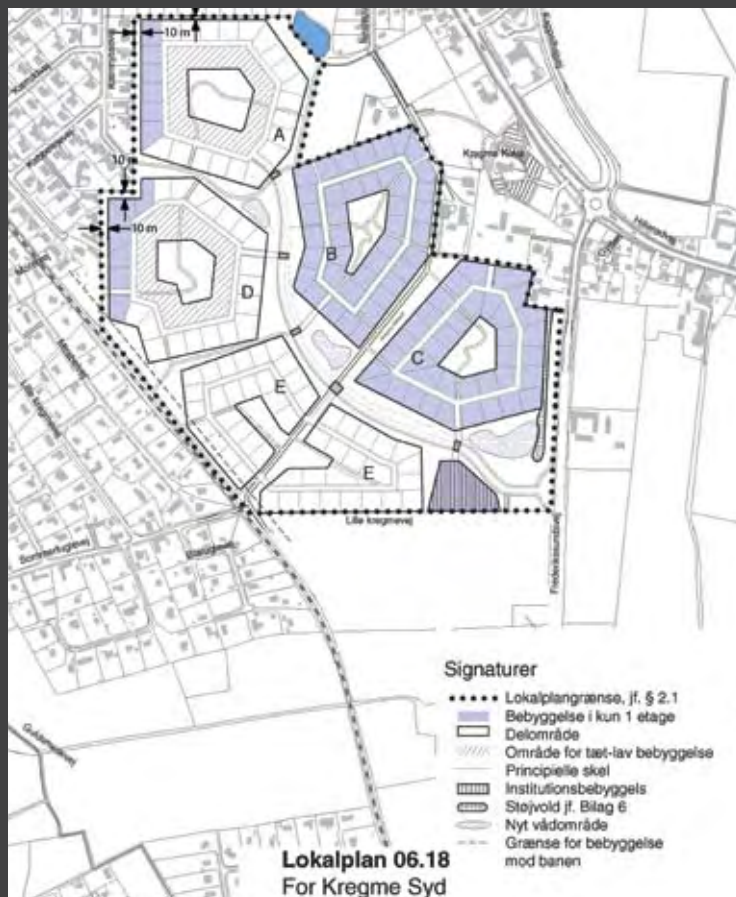 10 m
A
Kregme Kirke
10 m
10 m
B
Hillerødvej
D
C
E
E
Lille kregmevej
Frederikssundsvej
Sommerfuglevej
Signaturer
Lokalplangrænse, jf. § 2.1
Bebyggelse i kun 1 etage
Delområde
Område for tæt-lav bebyggelse
Principielle skel
Institutionsbebyggels
Støjvold jf. Bilag 6
Nyt vådområde
Grænse for bebyggelse
mod banen
Lokalplan 06.18
For Kregme Syd